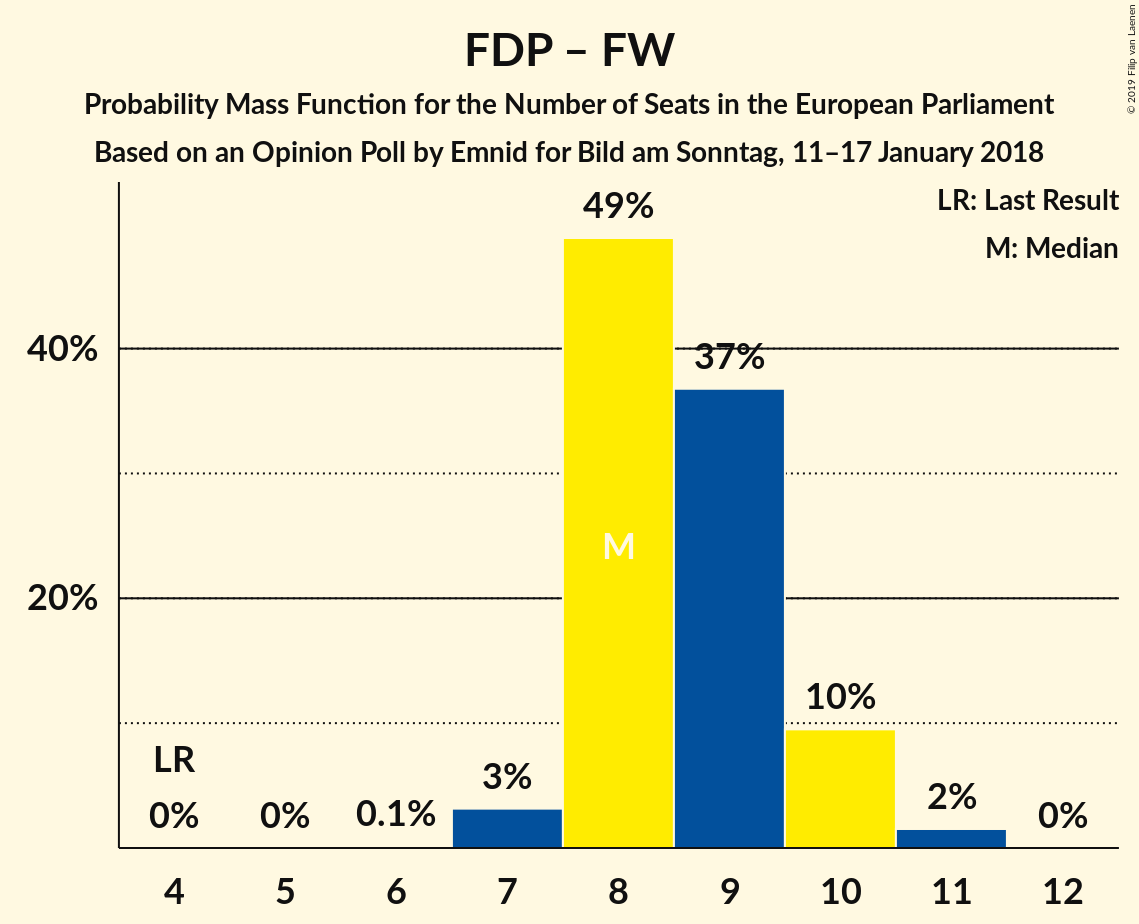 FDP – FW
Probability Mass Function for the Number of Seats in the European Parliament
Based on an Opinion Poll by Emnid for Bild am Sonntag, 11–17 January 2018
© 2019 Filip van Laenen
LR: Last Result
M: Median
49%
40%
37%
M
20%
10%
LR
3%
2%
0%
0%
0.1%
0%
4 5 6 7 8 9 10 11 12